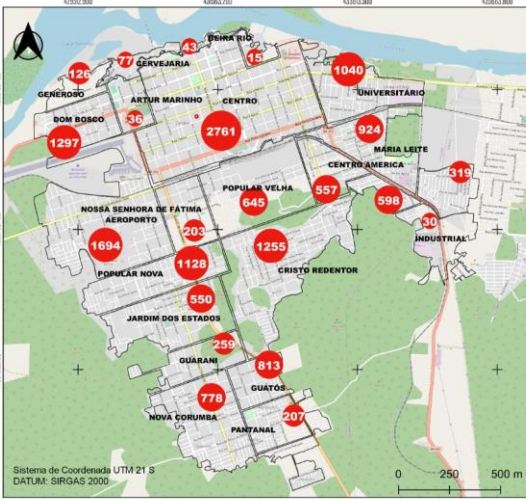 BEIRA RIO
43
15
77
CERVEJARIA
1040
126
GENEROSO
UNIVERSITÁRIO
ARTUR MARINHO
CENTRO
DOM BOSCO
36
2761
924
1297
MARIA LEITE
CENTRO AMERICA
319
557
POPULAR VELHA
598
645
NOSSA SENHORA DE FÁTIMA
AEROPORTO
30
203
INDUSTRIAL
1694
1255
1128
CRISTO REDENTOR
POPULAR NOVA
550
JARDIM DOS ESTADOS
259
GUARANI
813
GUATÓS
778
207
NOVA CORUMBA
PANTANAL
Sistema de Coordenada UTM 21 S
DATUM: SIRGAS 2000
0 250 500 m